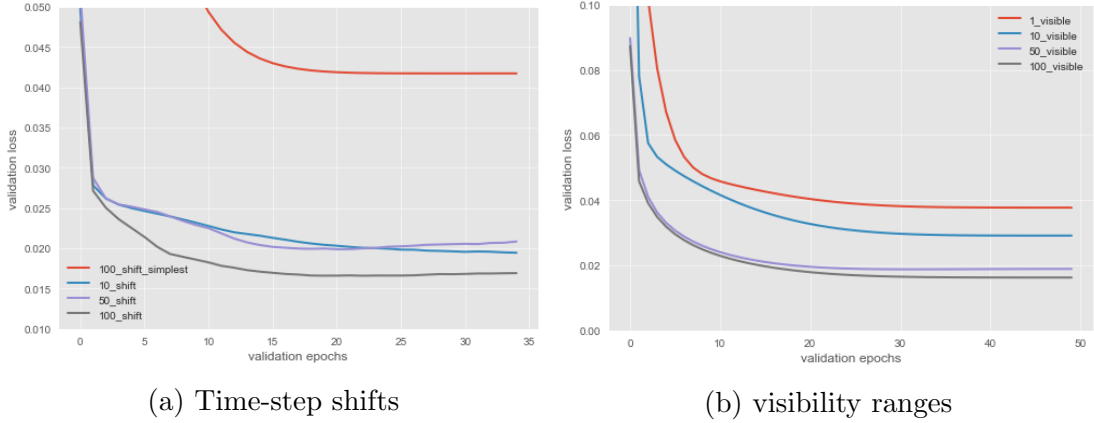 0.050
0.045
0.040
0.035
0.030
0.025
0.020
0.015
0.010
validation loss
100_shift_simplest
10_shift
50_shift
100_shift
0 5 10 15 20 25 30 35
validation epochs
(a) Time-step shifts
0.10
0.08
0.06
0.04
0.02
0.00
validation loss
1_visible
10_visible
50_visible
100_visible
0 10 20 30 40 50
validation epochs
(b) visibility ranges